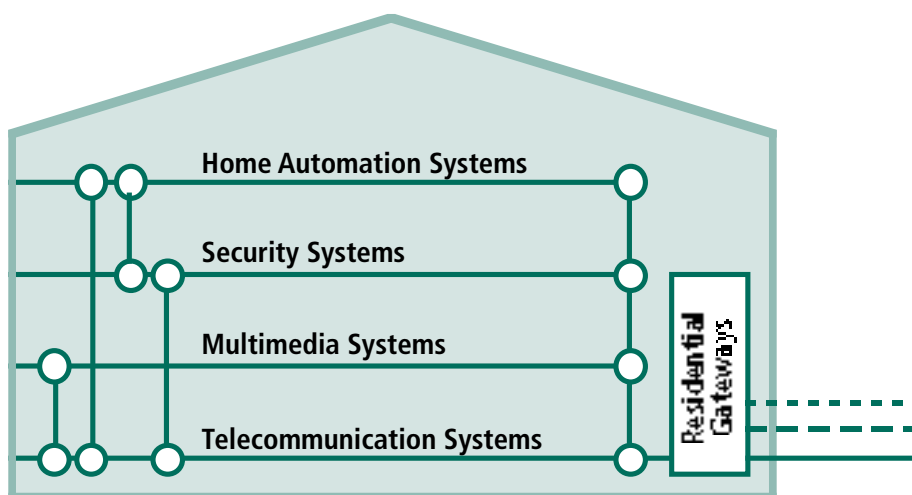 Home Automation Systems
Security Systems
Multimedia Systems
Telecommunication Systems
Residential
Gateways